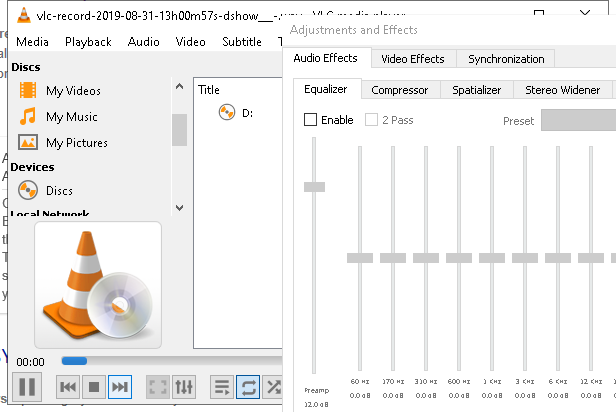 vlc-record-2019-08-31-13h00m57s-dshow___-.wav - VLC media player
Media Playback Audio Video Subtitle T
Discs
My Videos
My Music
My Pictures
Devices
Discs
Local Network
Title
D:
00:00
Adjustments and Effects
Audio Effects Video Effects Synchronization
Equalizer Compressor Spatializer Stereo Widener
Enable 2 Pass Preset
60 Hz 170 Hz 310 Hz 600 Hz 1 KHz 3 KHz 6 KHz 12 KHz
Preamp 0.0 dB 0.0 dB 0.0 dB 0.0 dB 0.0 dB 0.0 dB 0.0 dB 0.0 dB
12.0 dB